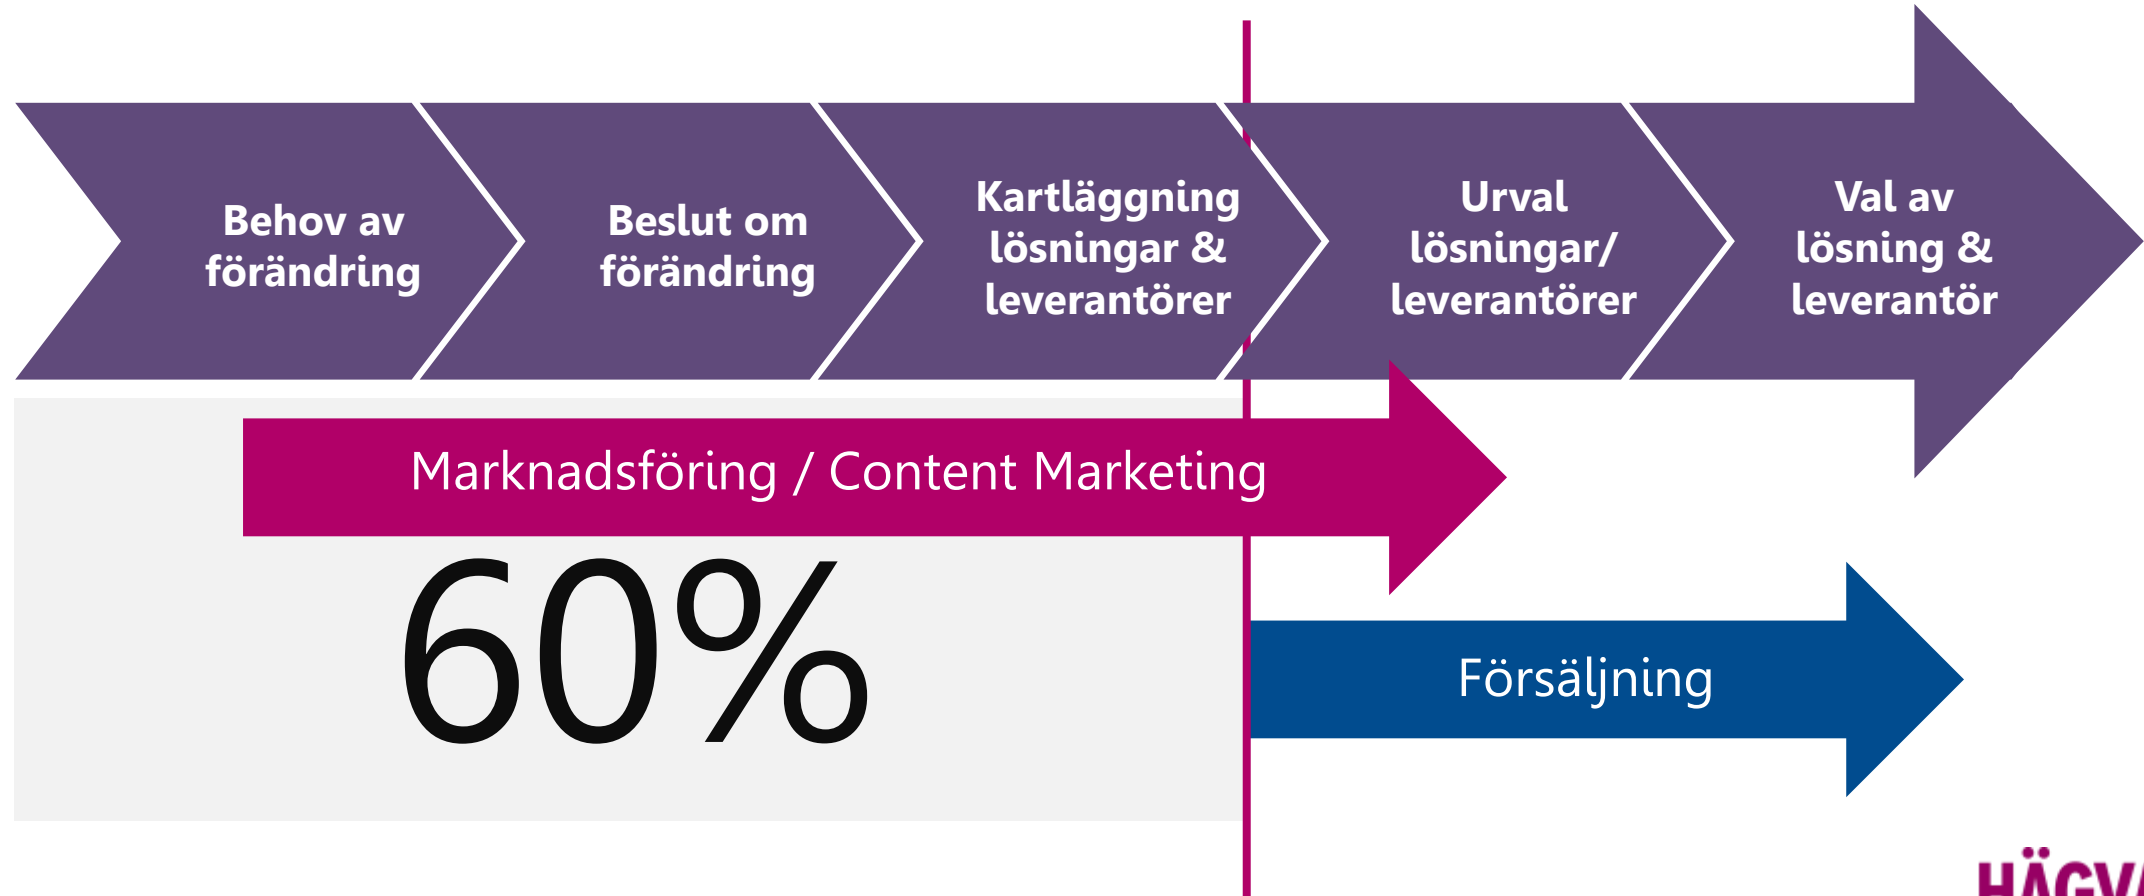 Behov av
förändring
Beslut om
förändring
Kartläggning
lösningar &
leverantörer
Urval
lösningar/
leverantörer
Val av
lösning &
leverantör
Marknadsföring / Content Marketing
60%
Försäljning